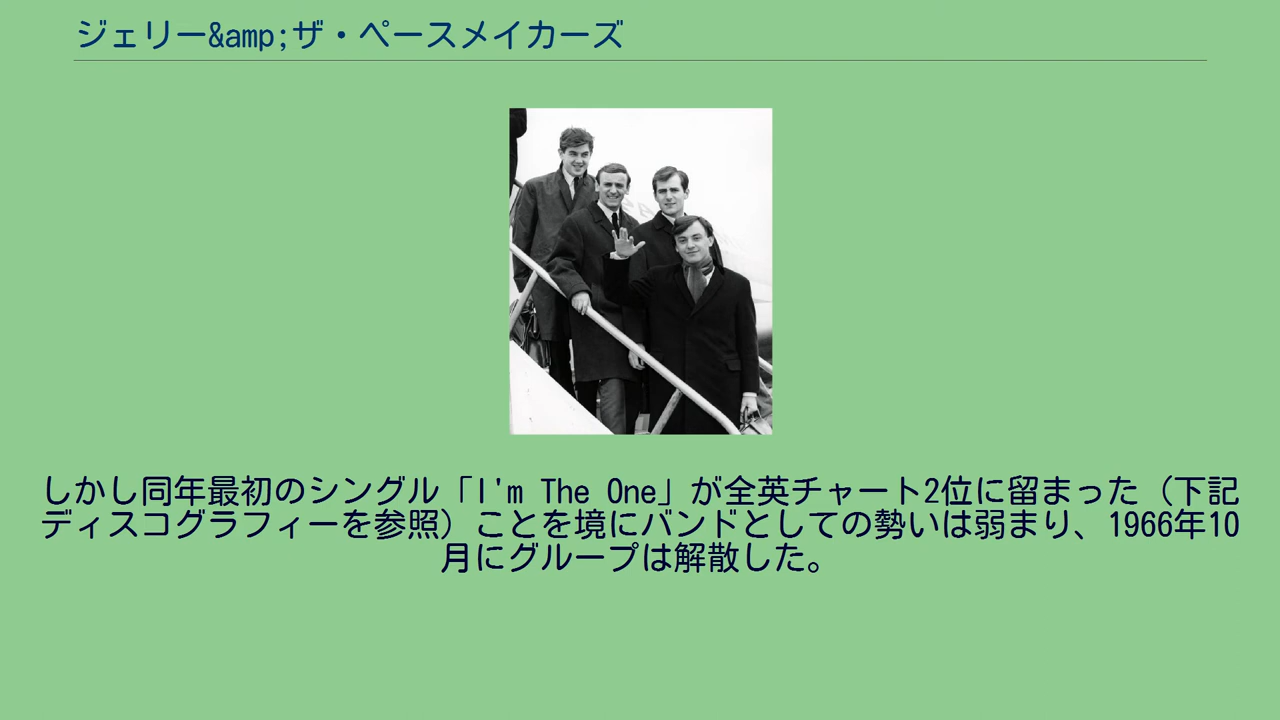 ジェリー&amp;ザ・ペースメイカーズ
しかし同年最初のシングル「I'm The One」が全英チャート2位に留まった（下記
ディスコグラフィーを参照）ことを境にバンドとしての勢いは弱まり、1966年10
月にグループは解散した。